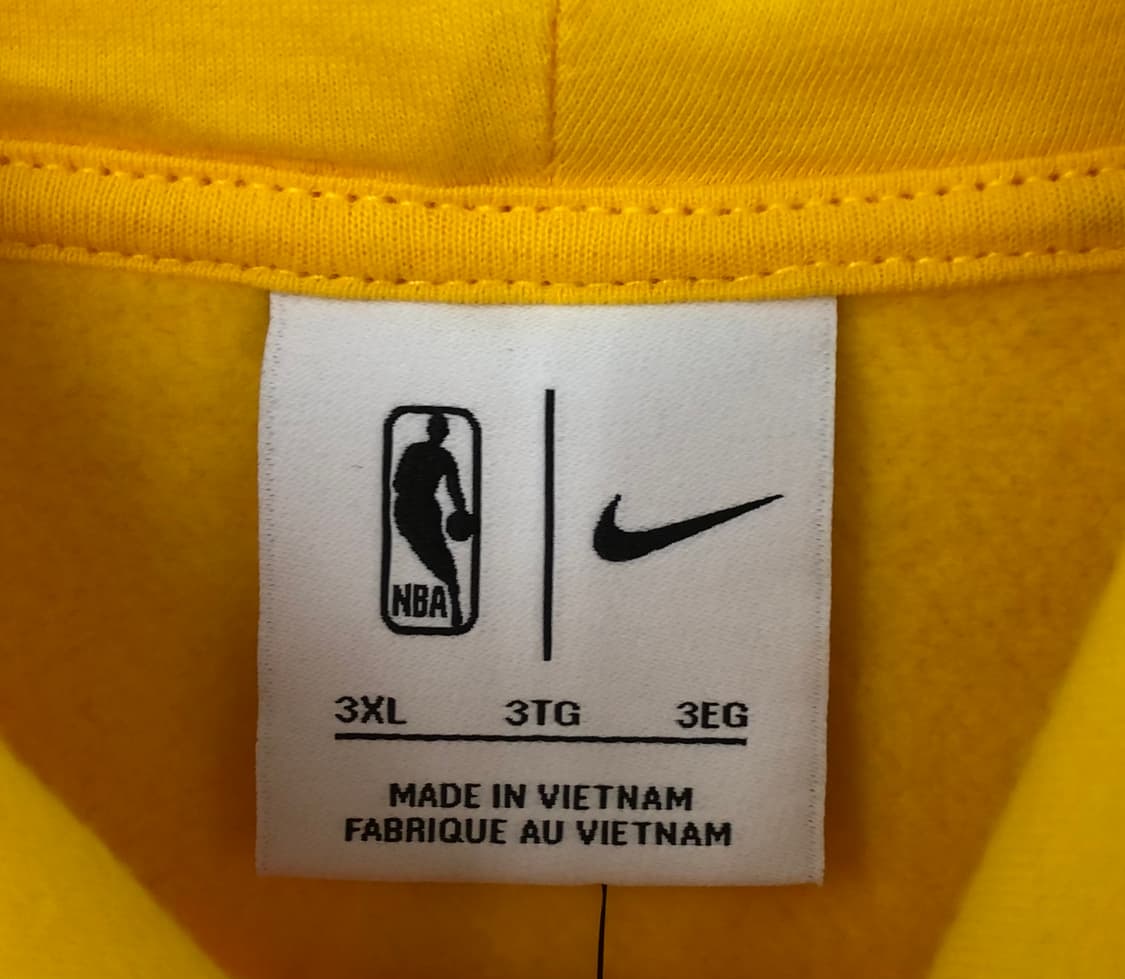 NBA
3XL 3TG 3EG
MADE IN VIETNAM
FABRIQUE AU VIETNAM